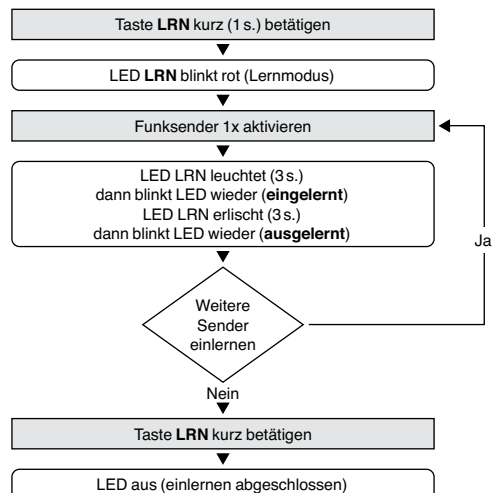 Taste LRN kurz (1 s.) betätigen
LED LRN blinkt rot (Lernmodus)
Funksender 1x aktivieren
LED LRN leuchtet (3 s.)
dann blinkt LED wieder (eingelernt)
LED LRN erlischt (3 s.)
dann blinkt LED wieder (ausgelernt)
Ja
Weitere
Sender
einlernen
Nein
Taste LRN kurz betätigen
LED aus (einlernen abgeschlossen)